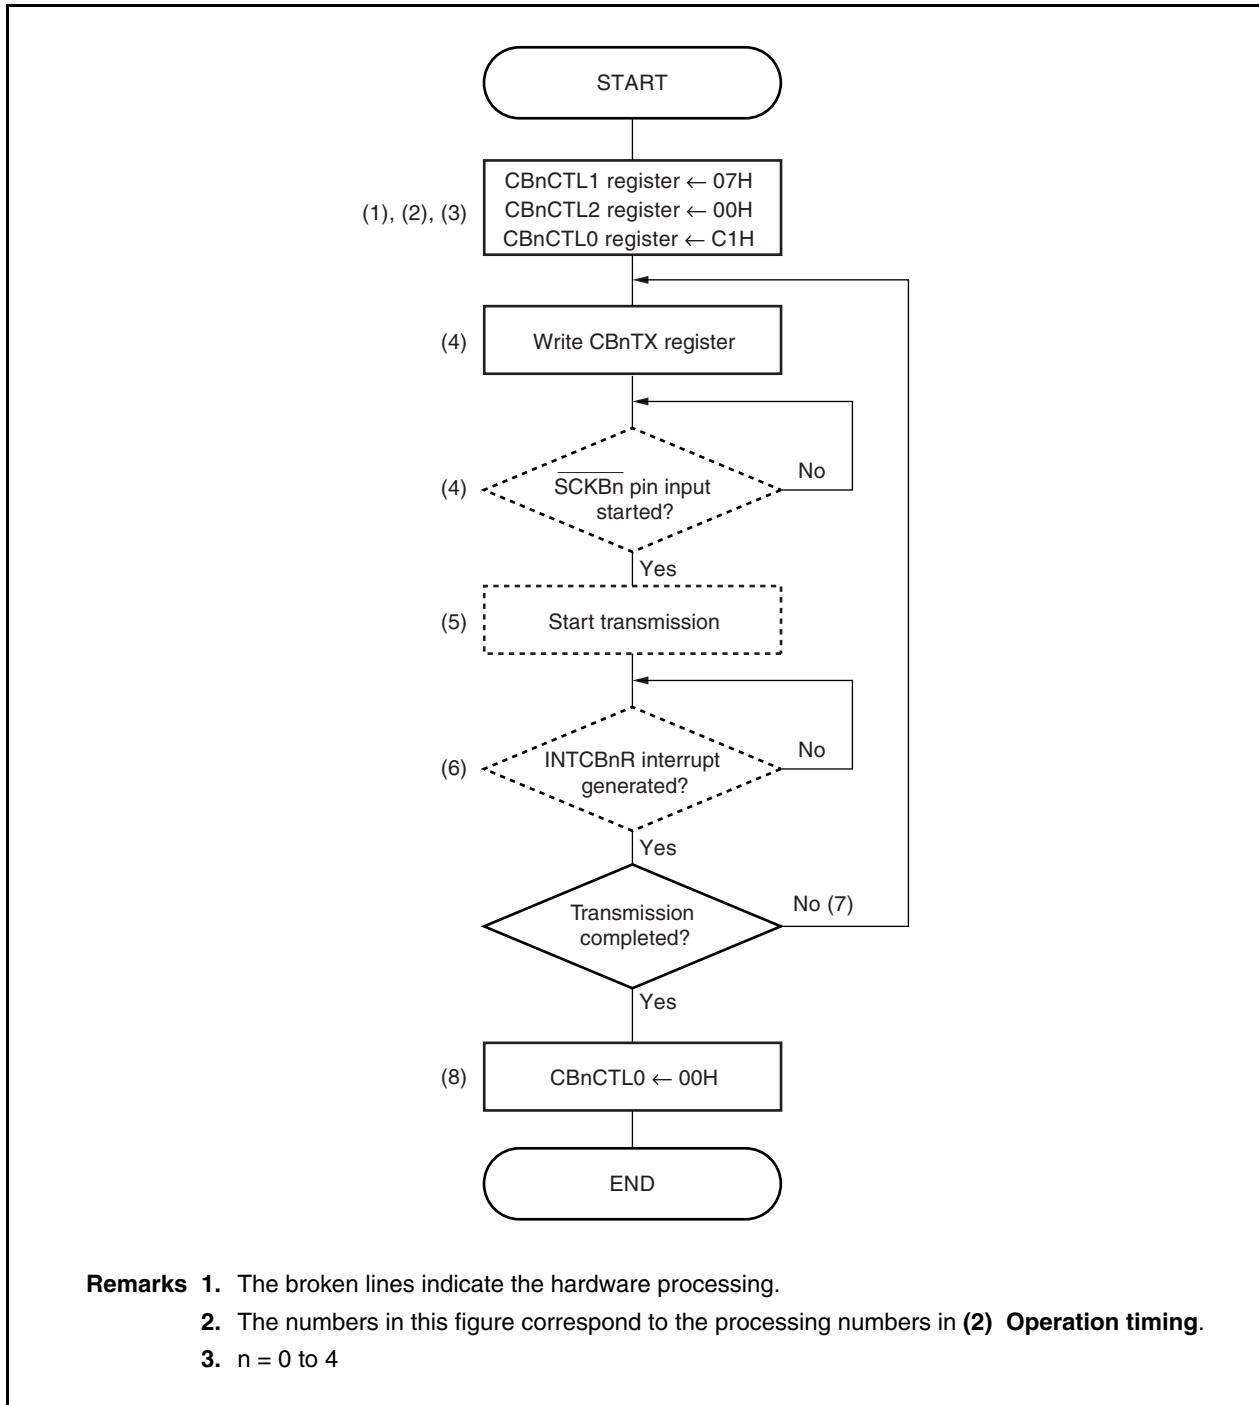 START
(1), (2), (3)
CBnCTL1 register ← 07H
CBnCTL2 register ← 00H
CBnCTL0 register ← C1H
(4) Write CBnTX register
(4) S̅C̅K̅B̅n̅ pin input
started?
No
Yes
(5) Start transmission
(6) INTCBnR interrupt
generated?
No
Yes
Transmission
completed?
No (7)
Yes
(8) CBnCTL0 ← 00H
END
Remarks 1. The broken lines indicate the hardware processing.
2. The numbers in this figure correspond to the processing numbers in (2) Operation timing.
3. n = 0 to 4